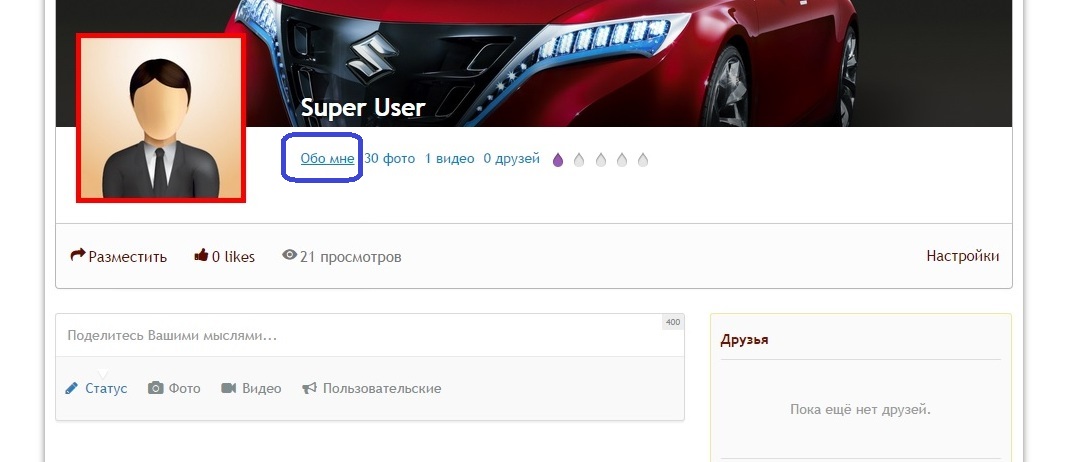 Super User
Обо мне 30 фото 1 видео 0 друзей
Разместить 0 likes 21 просмотров Настройки
Поделитесь Вашими мыслями... 400
Статус Фото Видео Пользовательские
Друзья
Пока ещё нет друзей.